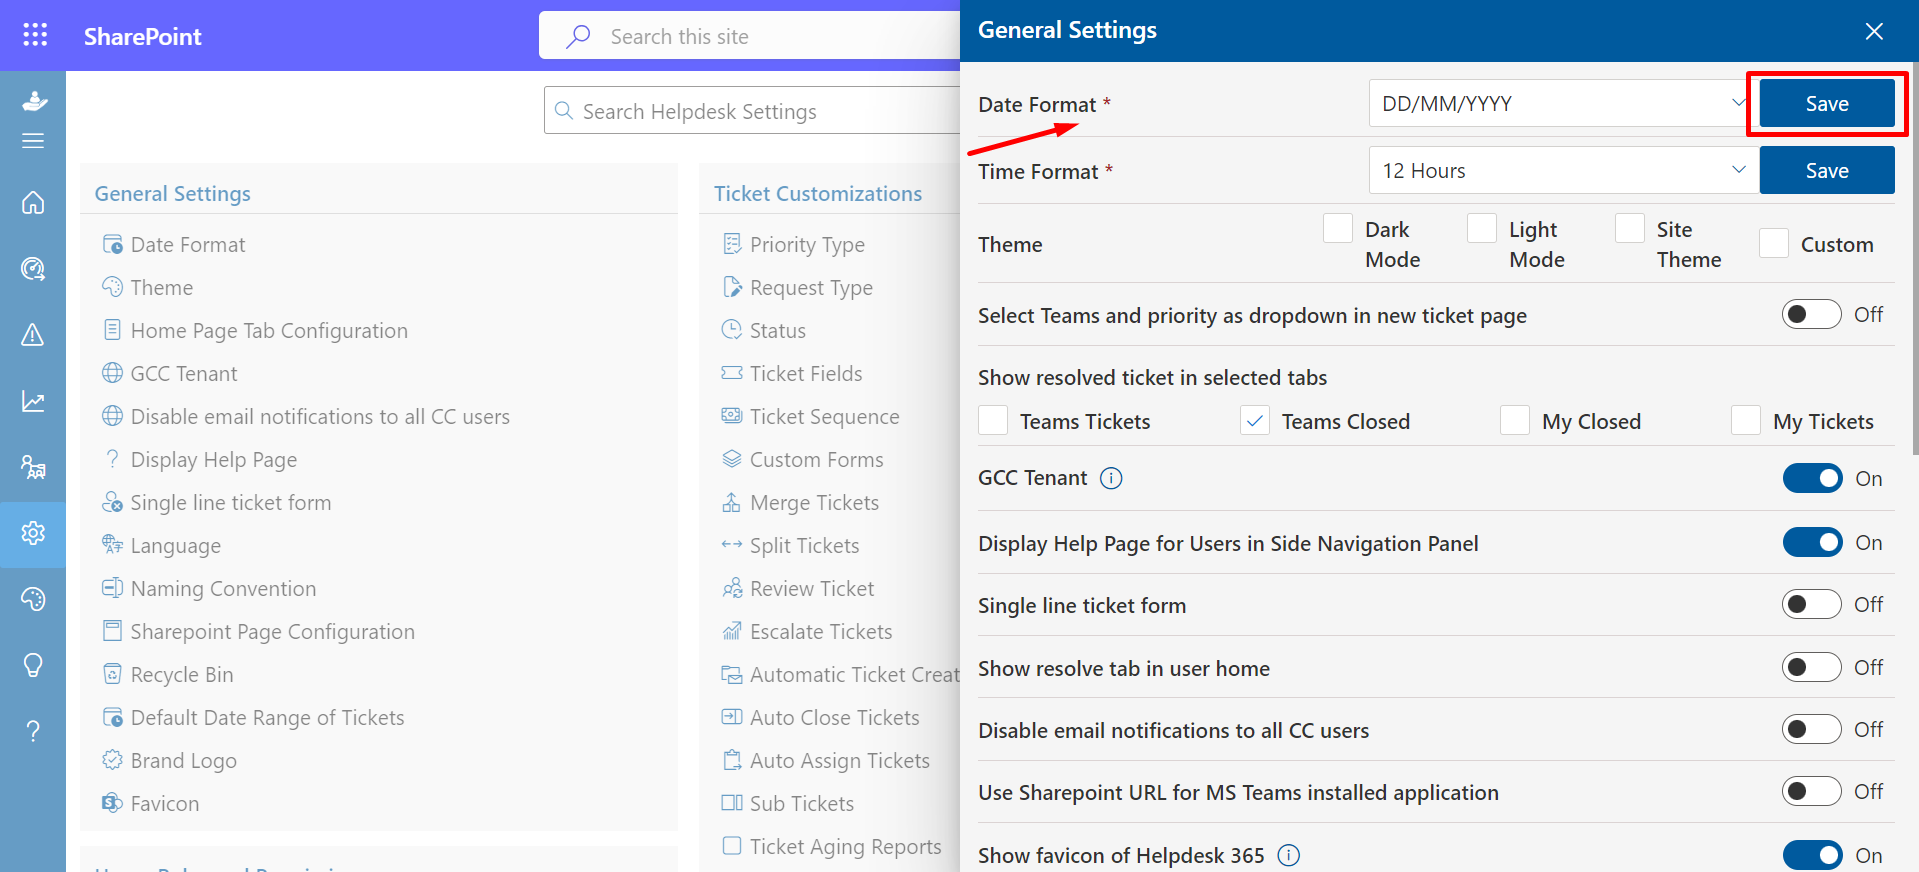 SharePoint
Search this site
Search Helpdesk Settings
General Settings
Date Format
Theme
Home Page Tab Configuration
GCC Tenant
Disable email notifications to all CC users
Display Help Page
Single line ticket form
Language
Naming Convention
Sharepoint Page Configuration
Recycle Bin
Default Date Range of Tickets
Brand Logo
Favicon
Ticket Customizations
Priority Type
Request Type
Status
Ticket Fields
Ticket Sequence
Custom Forms
Merge Tickets
Split Tickets
Review Ticket
Escalate Tickets
Automatic Ticket Creat
Auto Close Tickets
Auto Assign Tickets
Sub Tickets
Ticket Aging Reports
General Settings
Date Format * DD/MM/YYYY Save
Time Format * 12 Hours Save
Theme Dark Mode Light Mode Site Theme Custom
Select Teams and priority as dropdown in new ticket page Off
Show resolved ticket in selected tabs
Teams Tickets Teams Closed My Closed My Tickets
GCC Tenant On
Display Help Page for Users in Side Navigation Panel On
Single line ticket form Off
Show resolve tab in user home Off
Disable email notifications to all CC users Off
Use Sharepoint URL for MS Teams installed application Off
Show favicon of Helpdesk 365 On